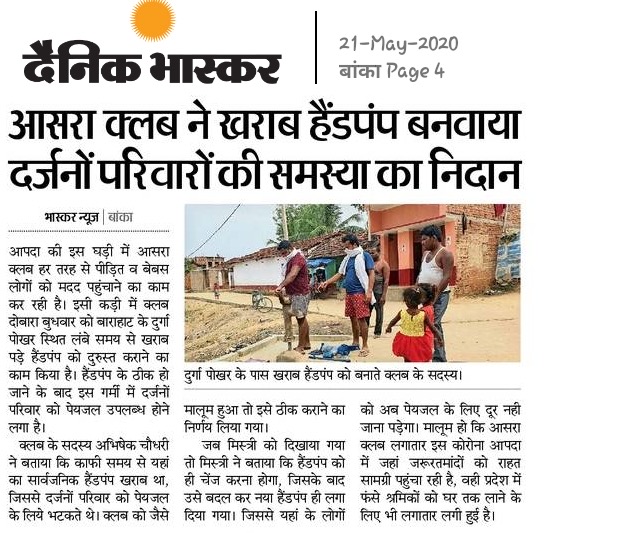 दैनिक भास्कर
21-May-2020
बांका Page 4
आसरा क्लब ने खराब हैंडपंप बनवाया
दर्जनों परिवारों की समस्या का निदान
भास्कर न्यूज | बांका
आपदा की इस घड़ी में आसरा
क्लब हर तरह से पीड़ित व बेबस
लोगों को मदद पहुंचाने का काम
कर रही है। इसी कड़ी में क्लब
दोबारा बुधवार को बाराहाट के दुर्गा
पोखर स्थित लंबे समय से खराब
पड़े हैंडपंप को दुरुस्त कराने का
काम किया है। हैंडपंप के ठीक हो
जाने के बाद इस गर्मी में दर्जनों
परिवार को पेयजल उपलब्ध होने
लगा है।
क्लब के सदस्य अभिषेक चौधरी
ने बताया कि काफी समय से यहां
का सार्वजनिक हैंडपंप खराब था,
जिससे दर्जनों परिवार को पेयजल
के लिये भटकते थे। क्लब को जैसे
दुर्गा पोखर के पास खराब हैंडपंप को बनाते क्लब के सदस्य।
मालूम हुआ तो इसे ठीक कराने का
निर्णय लिया गया।
जब मिस्त्री को दिखाया गया
तो मिस्त्री ने बताया कि हैंडपंप को
ही चेंज करना होगा, जिसके बाद
उसे बदल कर नया हैंडपंप ही लगा
दिया गया। जिससे यहां के लोगों
को अब पेयजल के लिए दूर नही
जाना पड़ेगा। मालूम हो कि आसरा
क्लब लगातार इस कोरोना आपदा
में जहां जरूरतमांदों को राहत
सामग्री पहुंचा रही है, वही प्रदेश में
फंसे श्रमिकों को घर तक लाने के
लिए भी लगातार लगी हुई है।